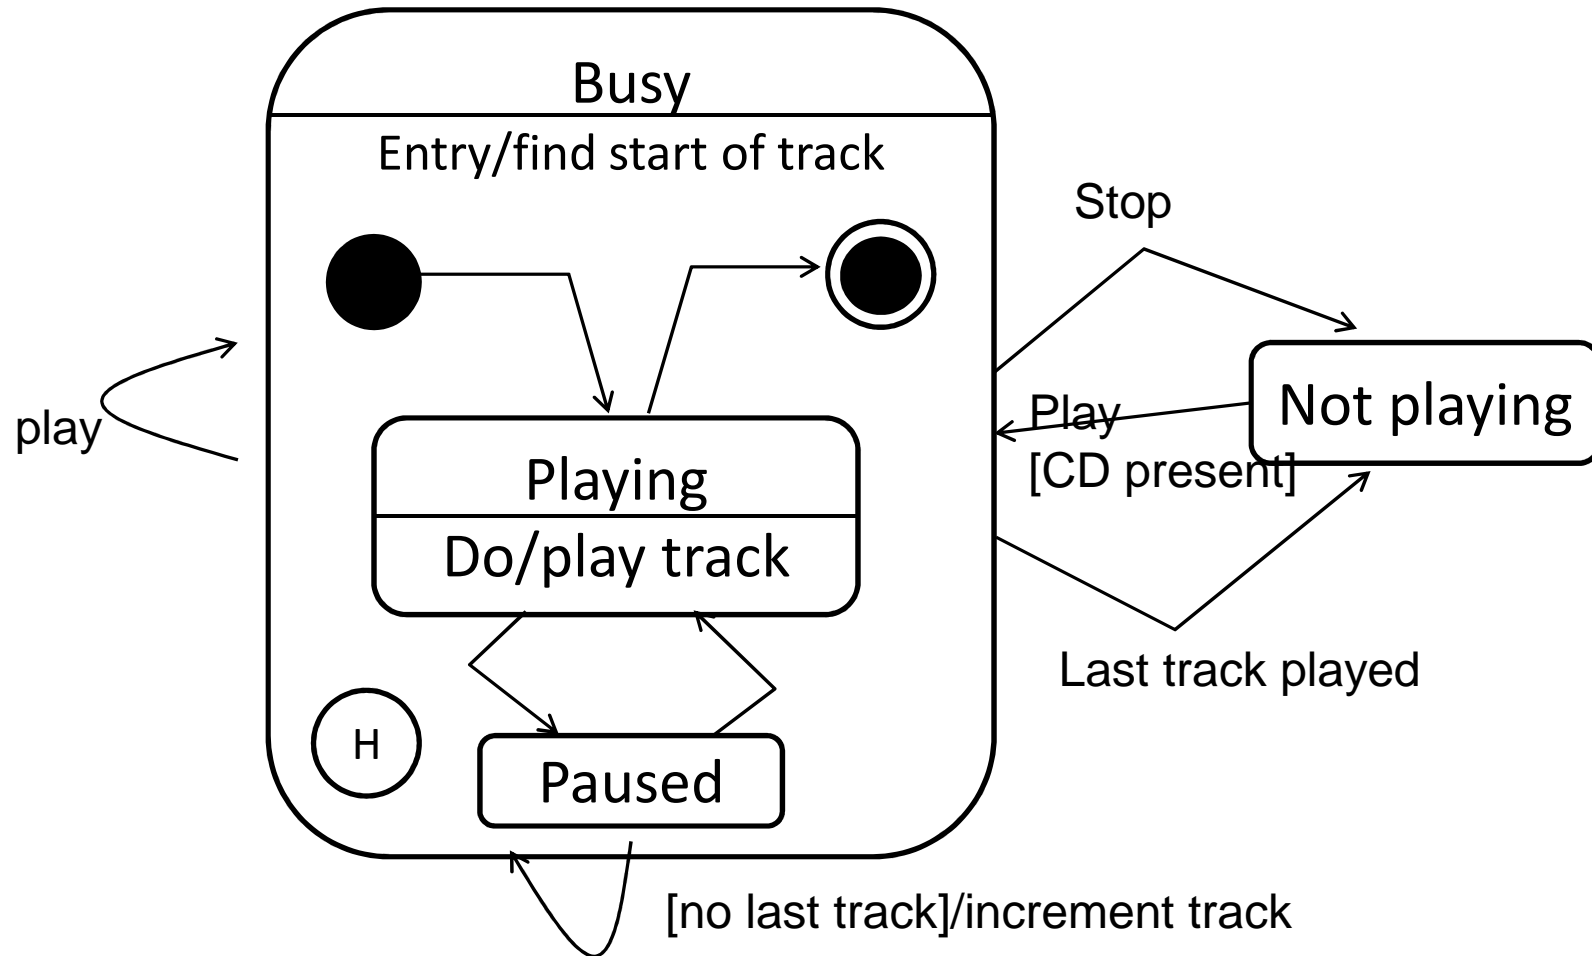 Busy
Entry/find start of track
Stop
play
Play
[CD present]
Not playing
Playing
Do/play track
Last track played
H
Paused
[no last track]/increment track